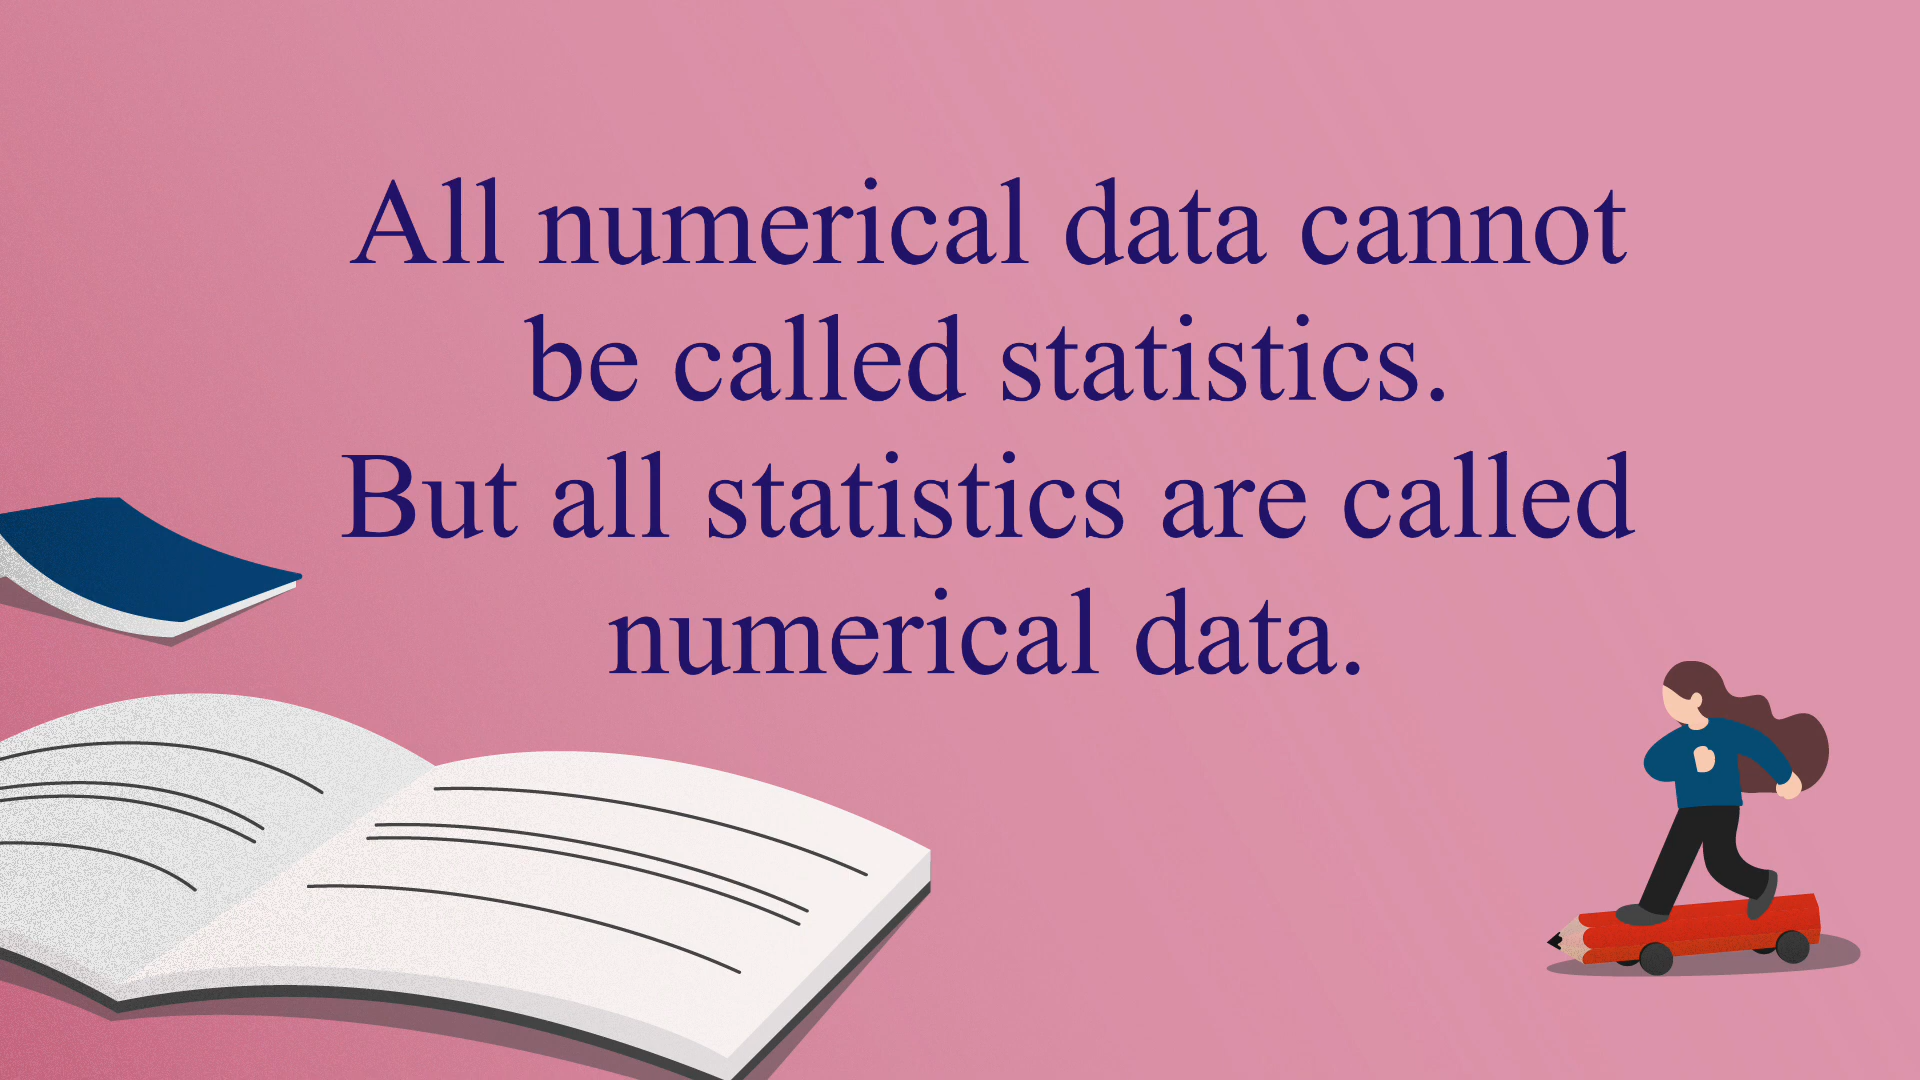 All numerical data cannot
be called statistics.
But all statistics are called
numerical data.